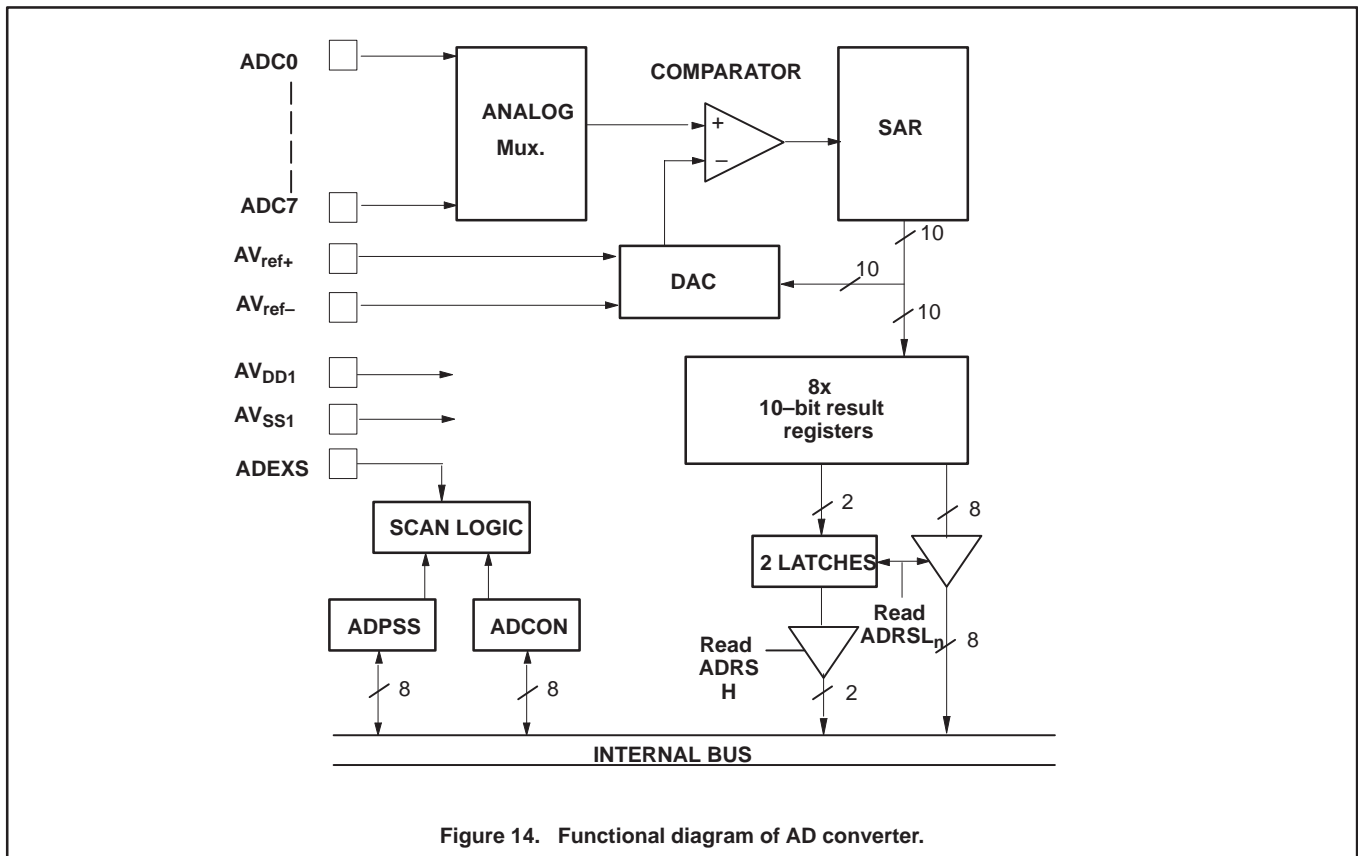 ADC0
COMPARATOR
ANALOG
Mux.
+
SAR
–
ADC7
10
AVref+
DAC
10
AVref–
10
AVDD1
8x
10–bit result
registers
AVSS1
ADEXS
2
8
SCAN LOGIC
2 LATCHES
Read
ADRSLn
ADPSS
ADCON
Read
ADRS
H
8
8
8
2
INTERNAL BUS
Figure 14. Functional diagram of AD converter.